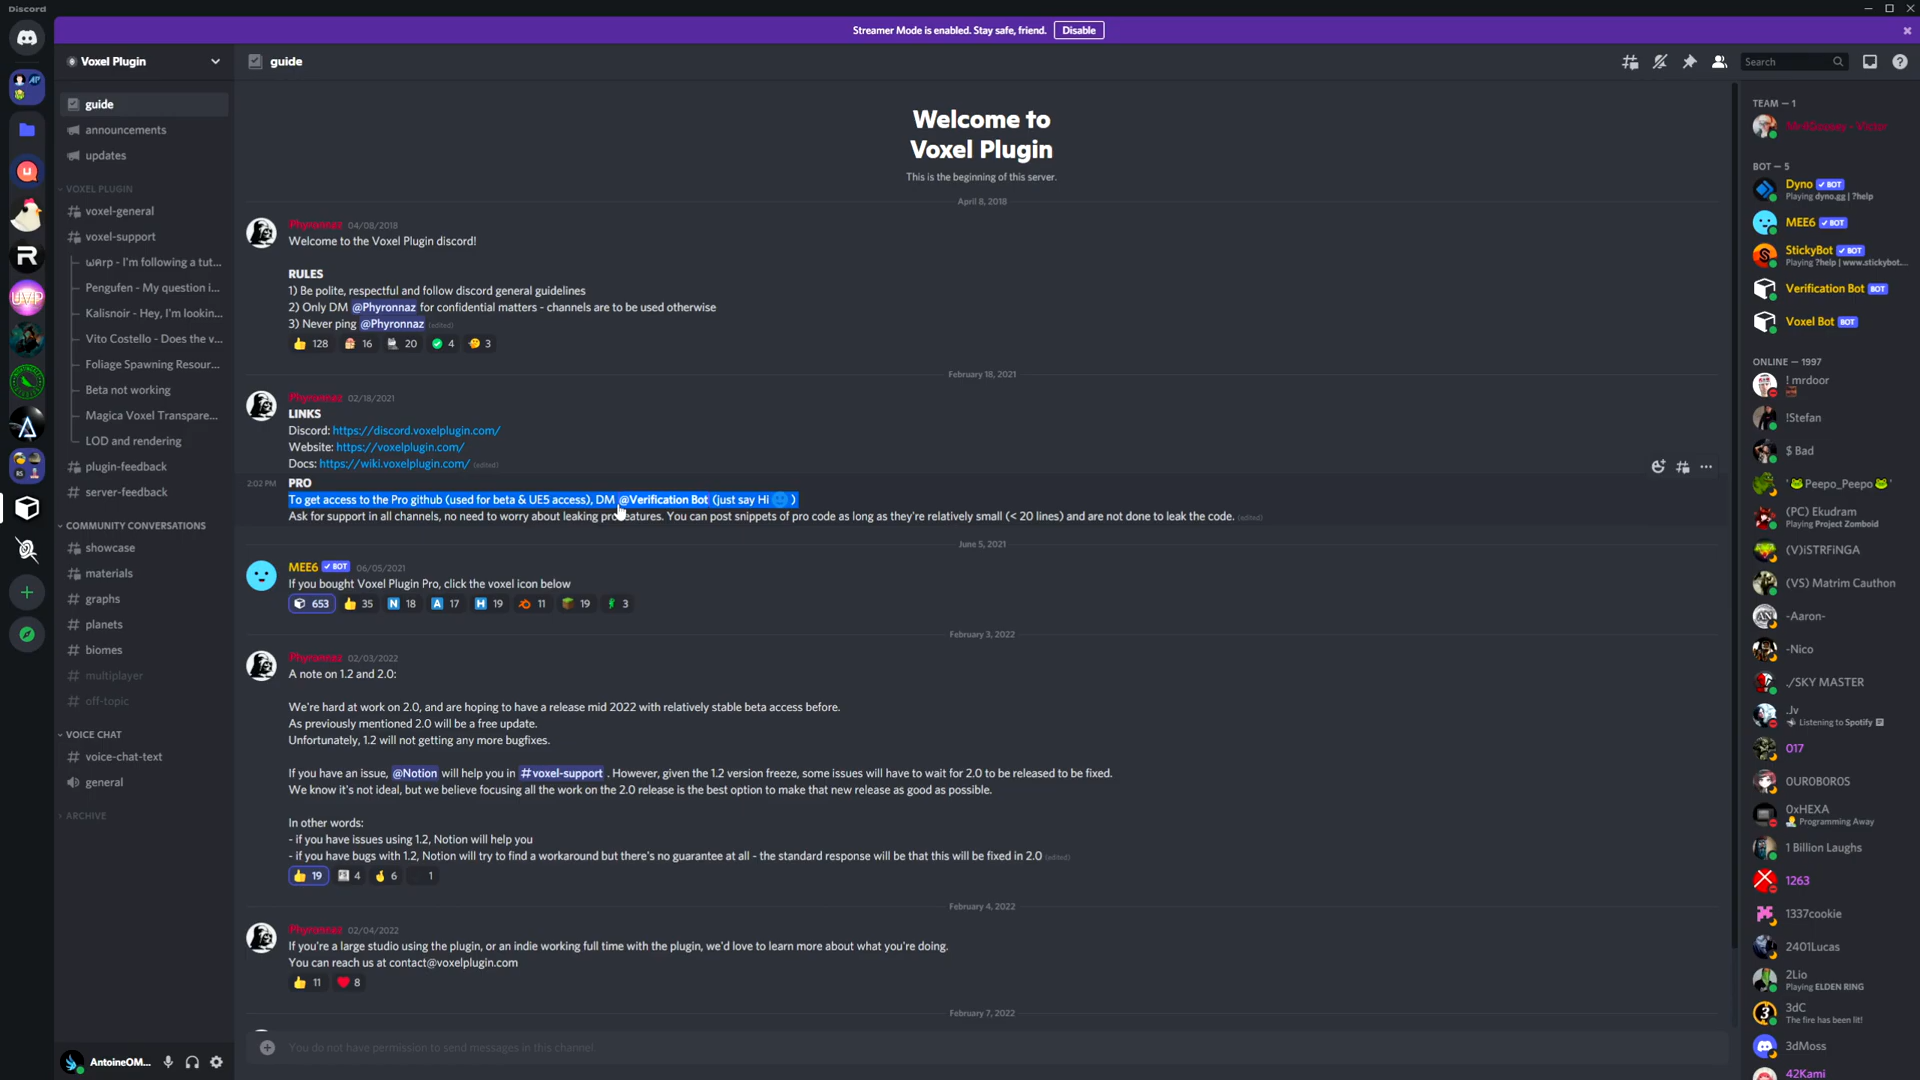 Discord
Streamer Mode is enabled. Stay safe, friend.
Disable
Voxel Plugin
guide
Search
guide
announcements
updates
VOXEL PLUGIN
voxel-general
voxel-support
Pengufen - My question i...
Kalisnoir - Hey, I'm lookin...
Vito Costello - Does the v...
Foliage Spawning Resour...
Beta not working
Magica Voxel Transpare...
LOD and rendering
plugin-feedback
server-feedback
COMMUNITY CONVERSATIONS
showcase
materials
graphs
planets
biomes
multiplayer
off-topic
VOICE CHAT
voice-chat-text
general
ARCHIVE
AntoineOM...
Welcome to
Voxel Plugin
This is the beginning of this server.
April 8, 2018
Phyronnaz 04/08/2018
Welcome to the Voxel Plugin discord!
RULES
1) Be polite, respectful and follow discord general guidelines
2) Only DM @Phyronnaz for confidential matters - channels are to be used otherwise
3) Never ping @Phyronnaz (edited)
128 16 20 4 3
February 18, 2021
Phyronnaz 02/18/2021
LINKS
Discord: https://discord.voxelplugin.com/
Website: https://voxelplugin.com/
Docs: https://wiki.voxelplugin.com/ (edited)
2:02 PM PRO
To get access to the Pro github (used for beta & UE5 access), DM @Verification Bot (just say Hi )
Ask for support in all channels, no need to worry about leaking pro features. You can post snippets of pro code as long as they're relatively small (< 20 lines) and are not done to leak the code. (edited)
June 5, 2021
MEE6 BOT 06/05/2021
If you bought Voxel Plugin Pro, click the voxel icon below
653 35 N 18 A 17 H 19 11 19 3
February 3, 2022
Phyronnaz 02/03/2022
A note on 1.2 and 2.0:
We're hard at work on 2.0, and are hoping to have a release mid 2022 with relatively stable beta access before.
As previously mentioned 2.0 will be a free update.
Unfortunately, 1.2 will not getting any more bugfixes.
If you have an issue, @Notion will help you in #voxel-support . However, given the 1.2 version freeze, some issues will have to wait for 2.0 to be released to be fixed.
We know it's not ideal, but we believe focusing all the work on the 2.0 release is the best option to make that new release as good as possible.
In other words:
- if you have issues using 1.2, Notion will help you
- if you have bugs with 1.2, Notion will try to find a workaround but there's no guarantee at all - the standard response will be that this will be fixed in 2.0 (edited)
19 4 6 1
February 4, 2022
Phyronnaz 02/04/2022
If you're a large studio using the plugin, or an indie working full time with the plugin, we'd love to learn more about what you're doing.
You can reach us at contact@voxelplugin.com
11 8
February 7, 2022
You do not have permission to send messages in this channel.
TEAM — 1
BOT — 5
Dyno BOT
Playing dyno.gg | ?help
MEE6 BOT
StickyBot BOT
Playing ?help | www.stickybot...
Verification Bot BOT
Voxel Bot BOT
ONLINE — 1997
! mrdoor
!Stefan
$ Bad
'Peepo_Peepo'
(PC) Ekudram
Playing Project Zomboid
(V)iSTRFiNGA
(VS) Matrim Cauthon
-Aaron-
-Nico
./SKY MASTER
Listening to Spotify
017
0UR0B0R0S
0xHEXA
Programming Away
1 Billion Laughs
1263
1337cookie
2401Lucas
2Lio
Playing ELDEN RING
3dC
The fire has been lit!
3dMoss
42Kami